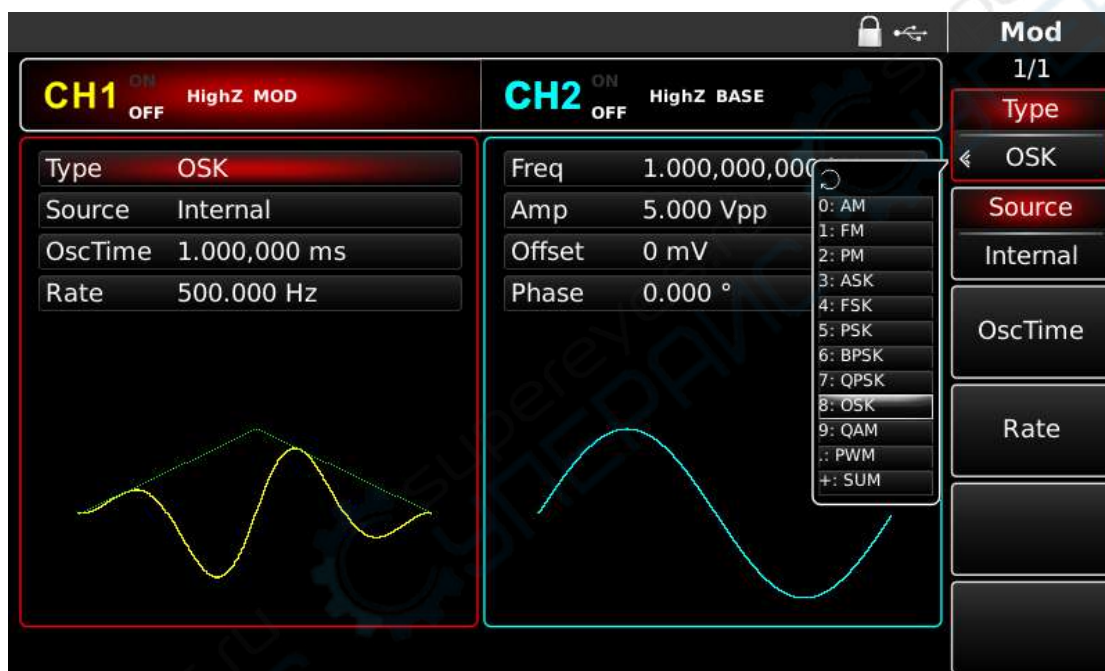 Mod
1/1
CH1 ON OFF HighZ MOD
CH2 ON OFF HighZ BASE
Type
OSK
Type OSK
Source Internal
OscTime 1.000,000 ms
Rate 500.000 Hz
Freq 1.000,000,000
Amp 5.000 Vpp
Offset 0 mV
Phase 0.000 °
0: AM
1: FM
2: PM
3: ASK
4: FSK
5: PSK
6: BPSK
7: QPSK
8: OSK
9: QAM
.: PWM
+: SUM
Source
Internal
OscTime
Rate